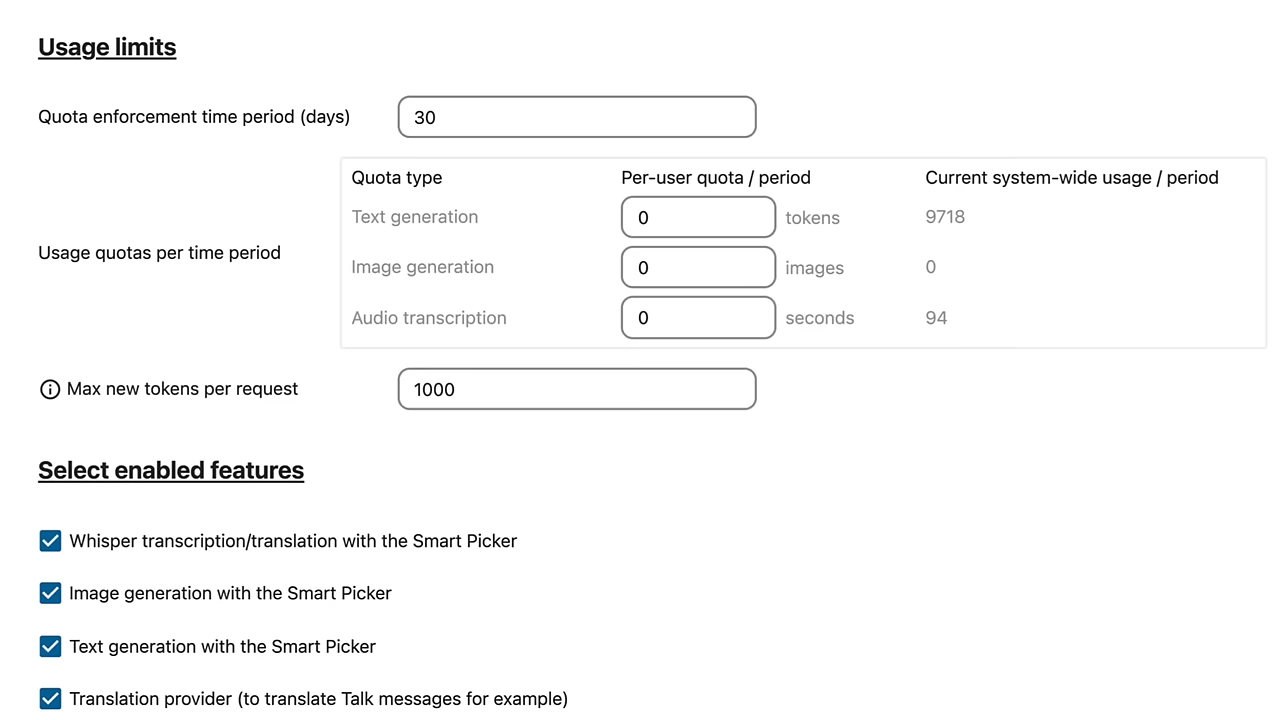 Usage limits
Quota enforcement time period (days) 30
Quota type Per-user quota / period Current system-wide usage / period
Text generation 0 tokens 9718
Usage quotas per time period
Image generation 0 images 0
Audio transcription 0 seconds 94
Max new tokens per request 1000
Select enabled features
Whisper transcription/translation with the Smart Picker
Image generation with the Smart Picker
Text generation with the Smart Picker
Translation provider (to translate Talk messages for example)